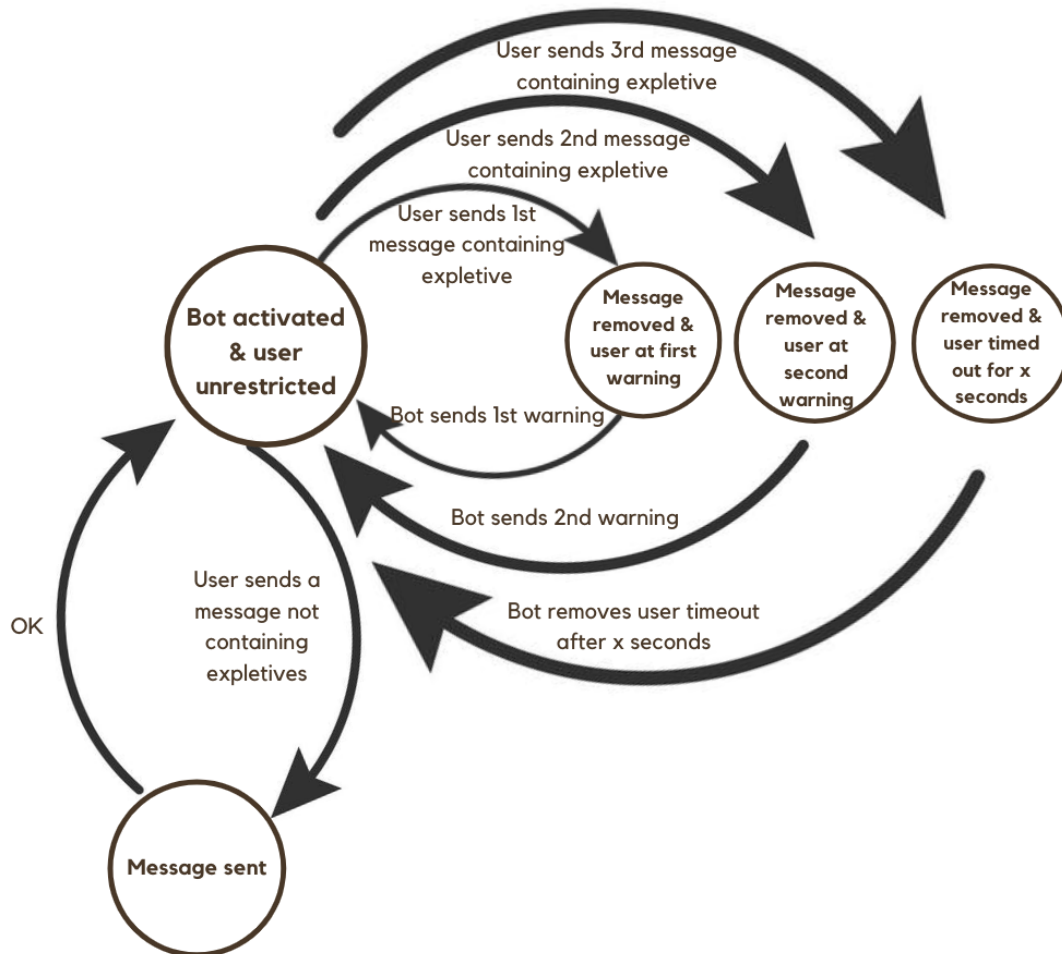 User sends 3rd message
containing expletive
User sends 2nd message
containing expletive
User sends 1st
message containing
expletive
Bot activated
& user
unrestricted
Message
removed &
user at first
warning
Message
removed &
user at
second
warning
Message
removed &
user timed
out for x
seconds
Bot sends 1st warning
Bot sends 2nd warning
Bot removes user timeout
after x seconds
User sends a
message not
containing
expletives
OK
Message sent